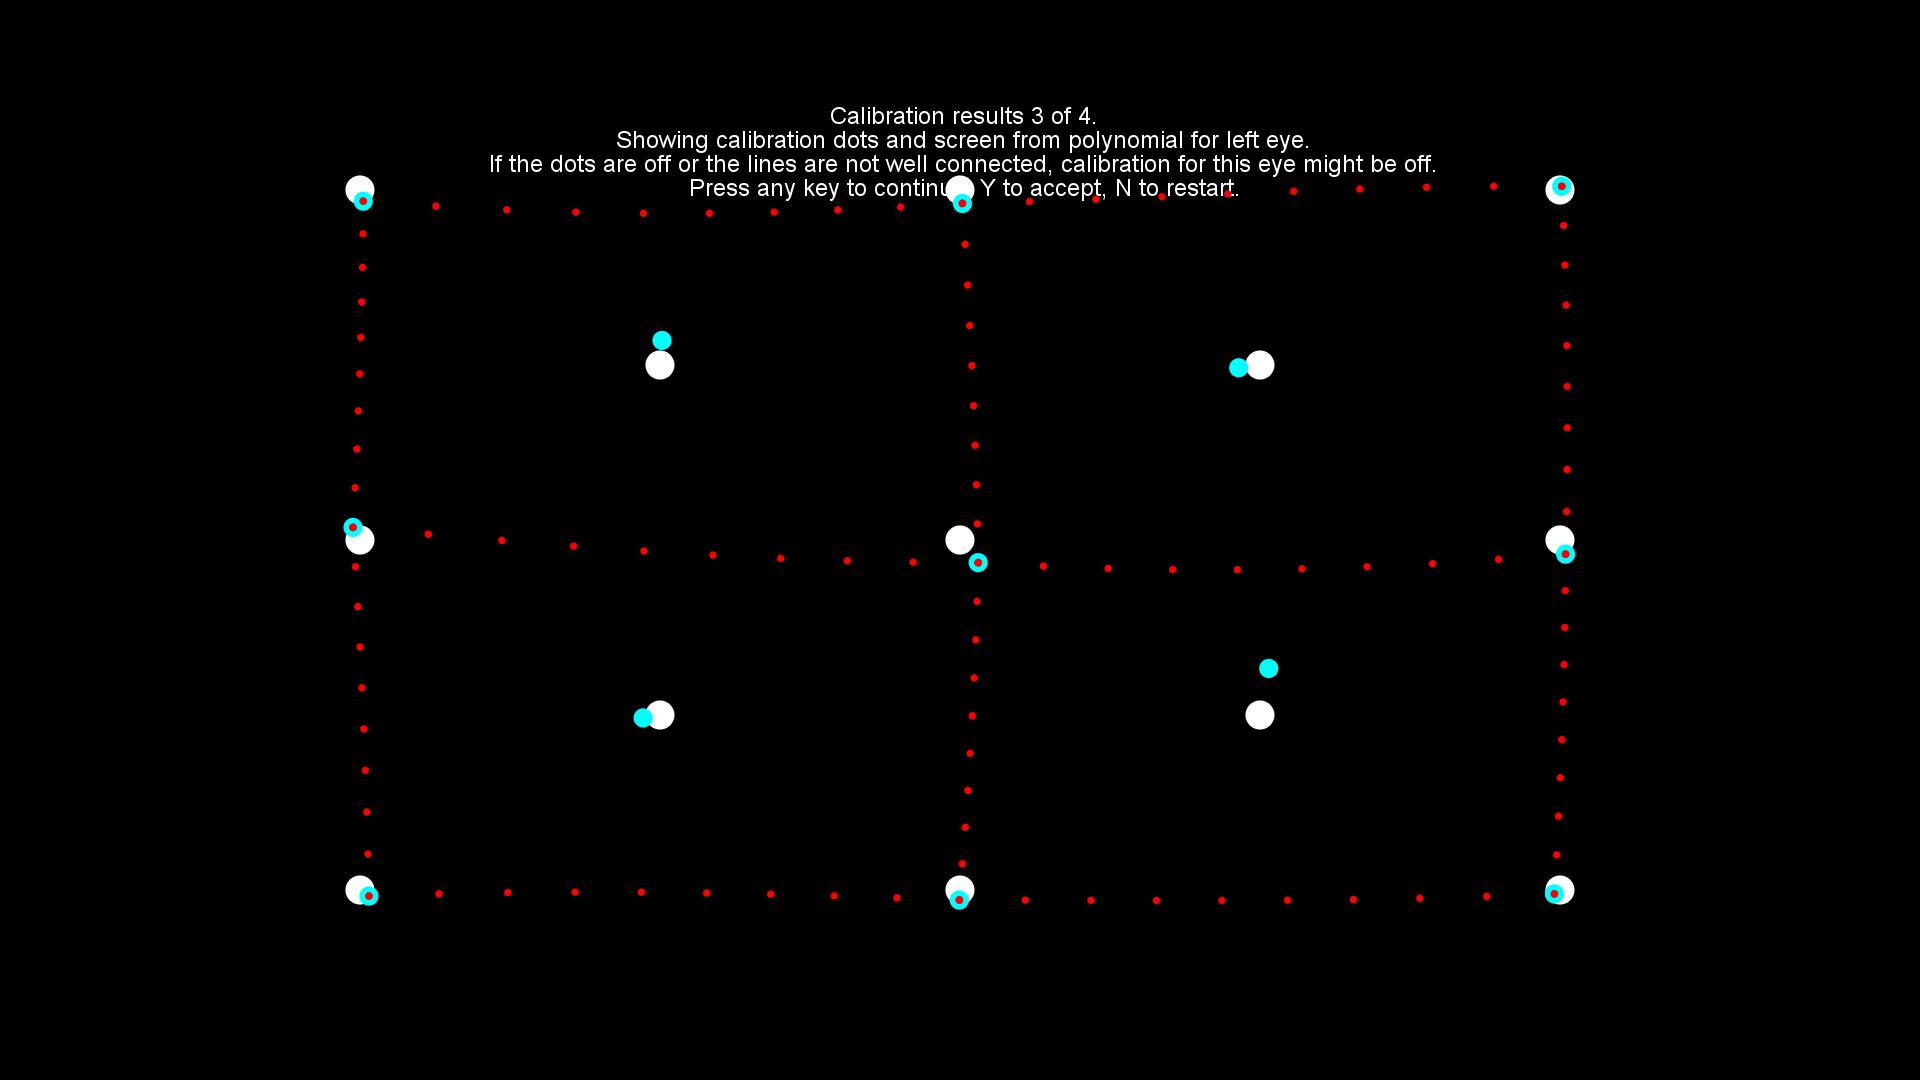 Calibration results 3 of 4.
Showing calibration dots and screen from polynomial for left eye.
If the dots are off or the lines are not well connected, calibration for this eye might be off.
Press any key to continu Y to accept, N to restart.